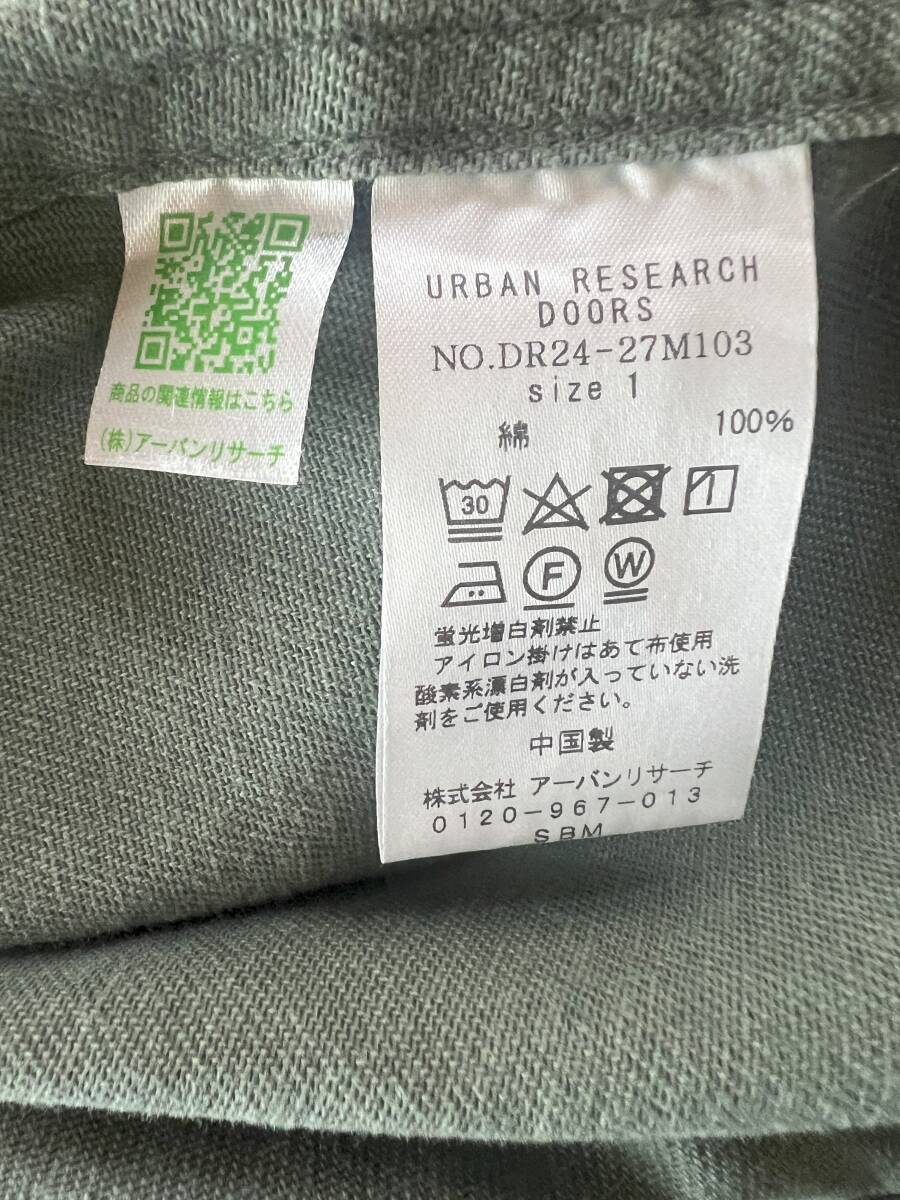 商品の関連情報はこちら
(株)アーバンリサーチ
URBAN RESEARCH
DOORS
NO.DR24-27M103
size 1
綿 100%
30
F W
蛍光増白剤禁止
アイロン掛けはあて布使用
酸素系漂白剤が入っていない洗
剤をご使用ください。
中国製
株式会社 アーバンリサーチ
0120-967-013
SBM